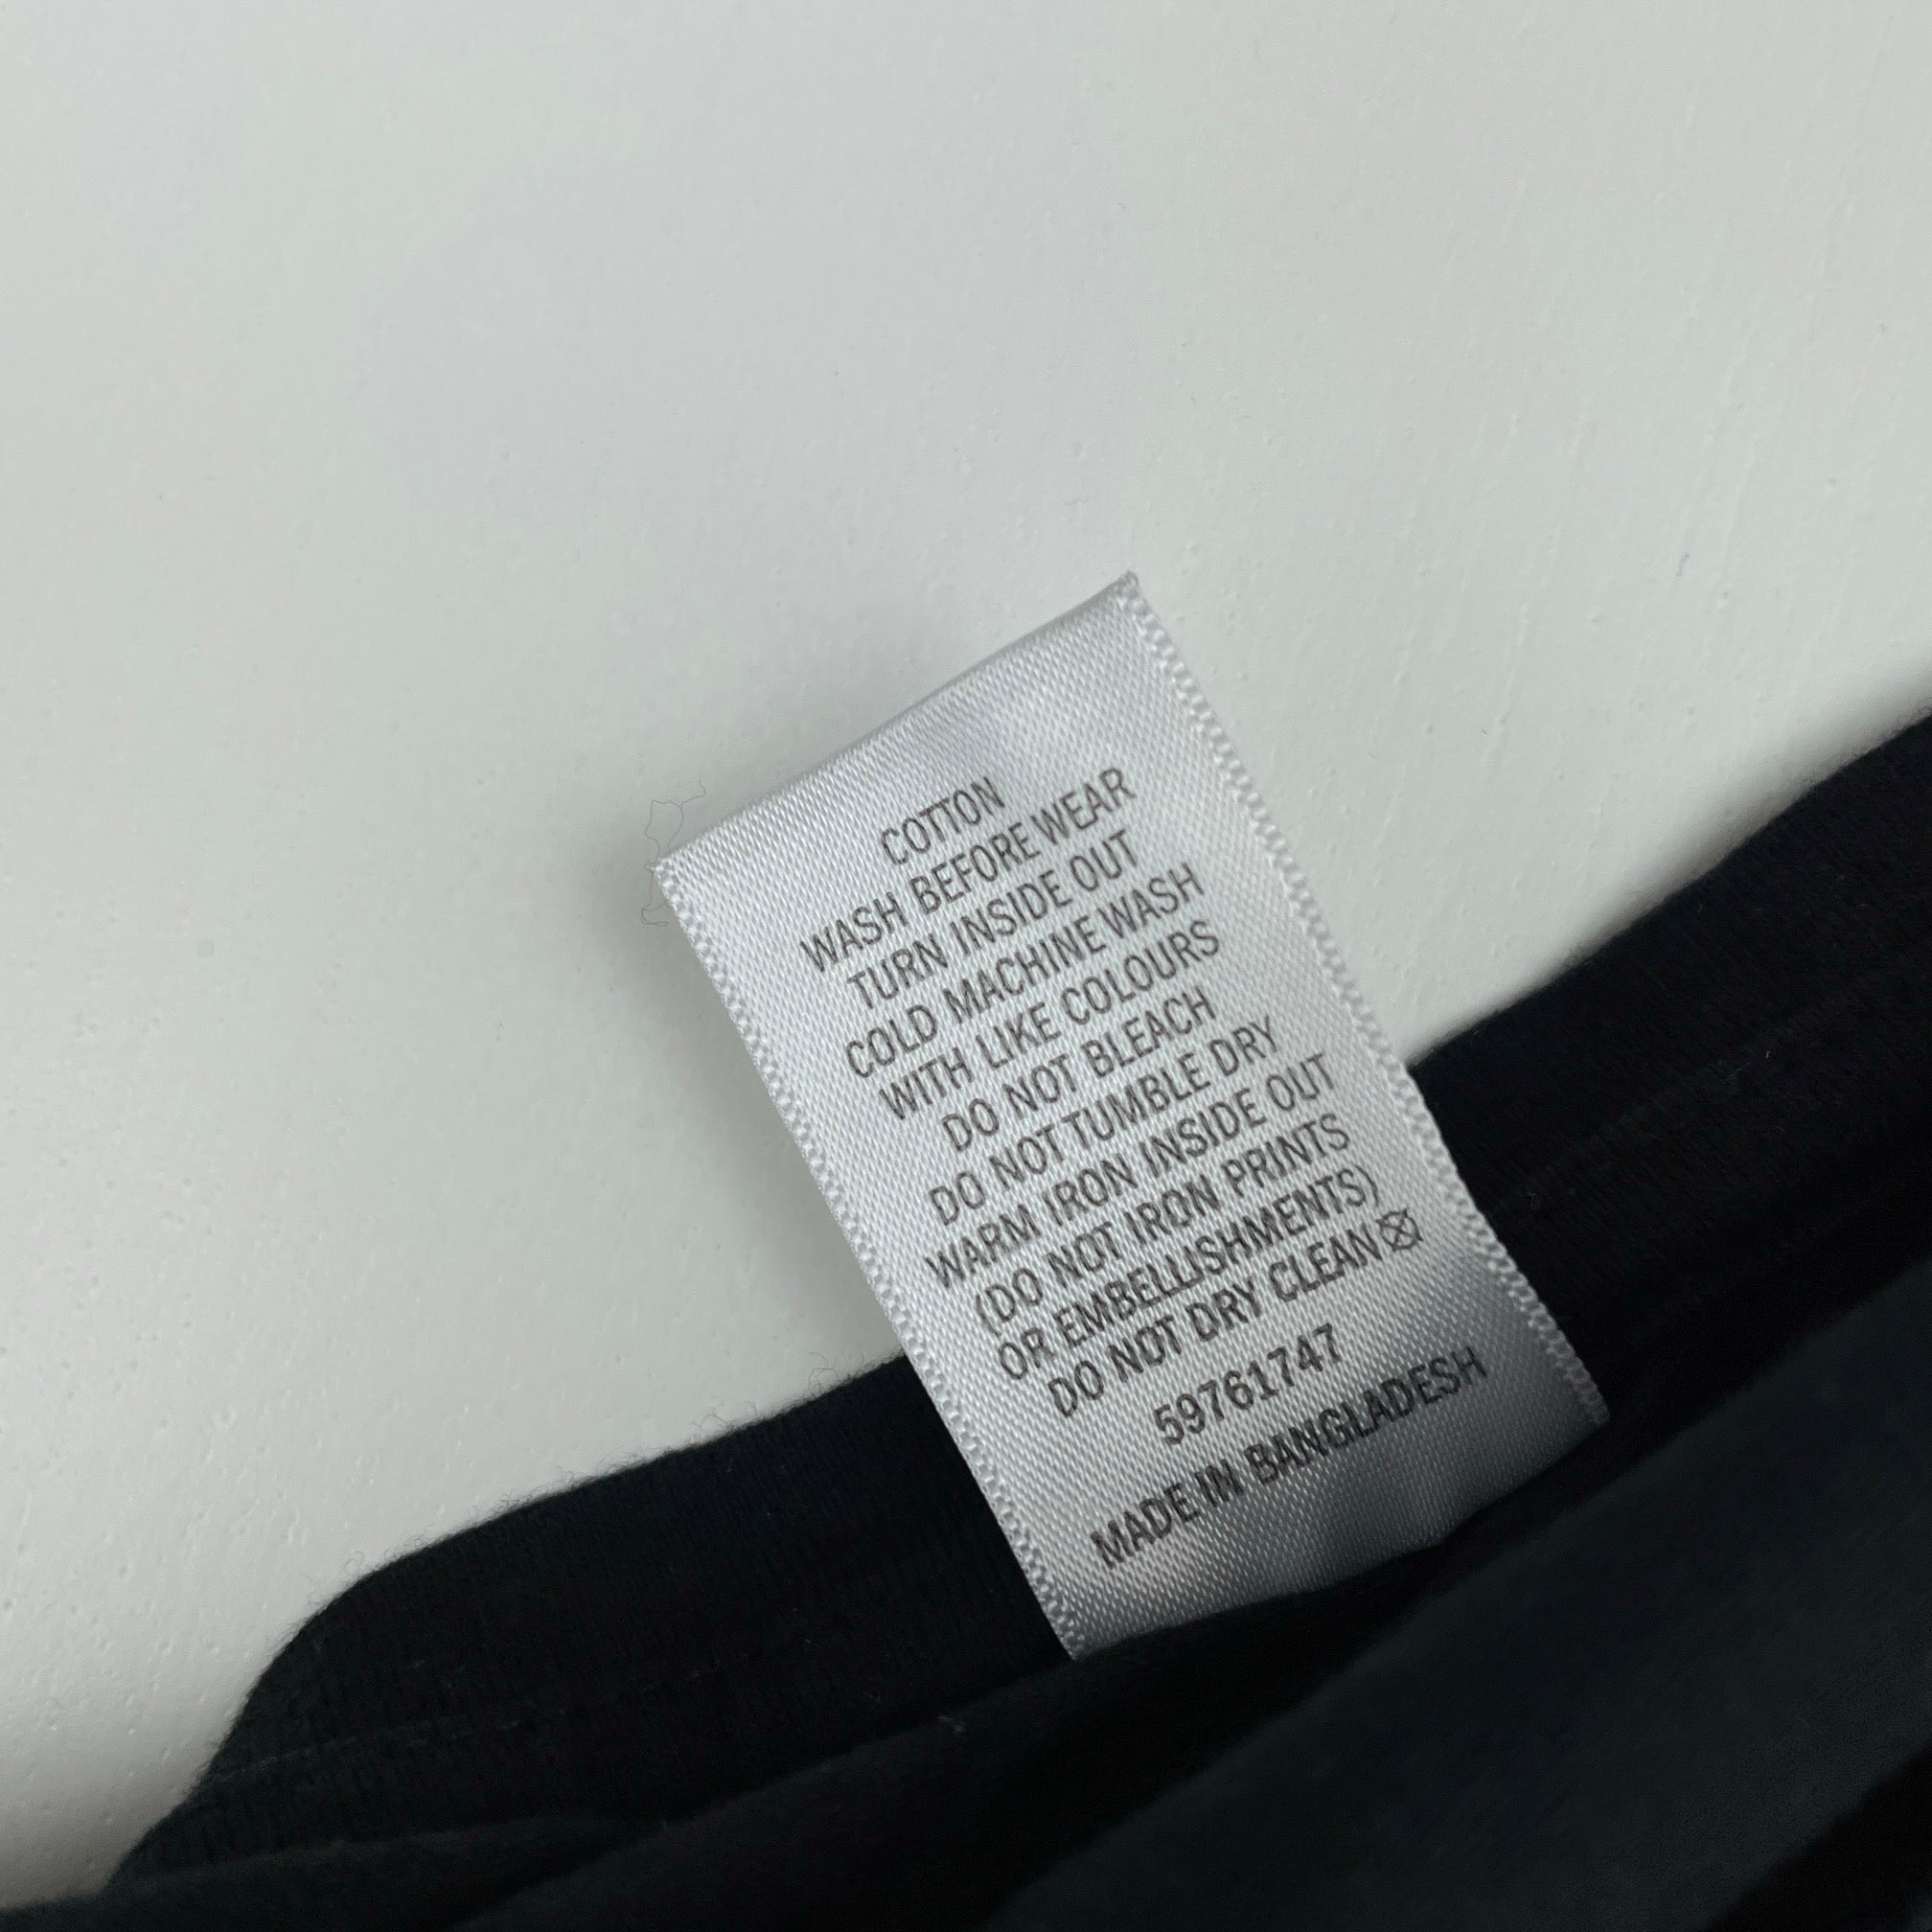 COTTON
WASH BEFORE WEAR
TURN INSIDE OUT
COLD MACHINE WASH
WITH LIKE COLOURS
DO NOT BLEACH
DO NOT TUMBLE DRY
WARM IRON INSIDE OUT
(DO NOT IRON PRINTS
OR EMBELLISHMENTS)
DO NOT DRY CLEAN
59761747
MADE IN BANGLADESH